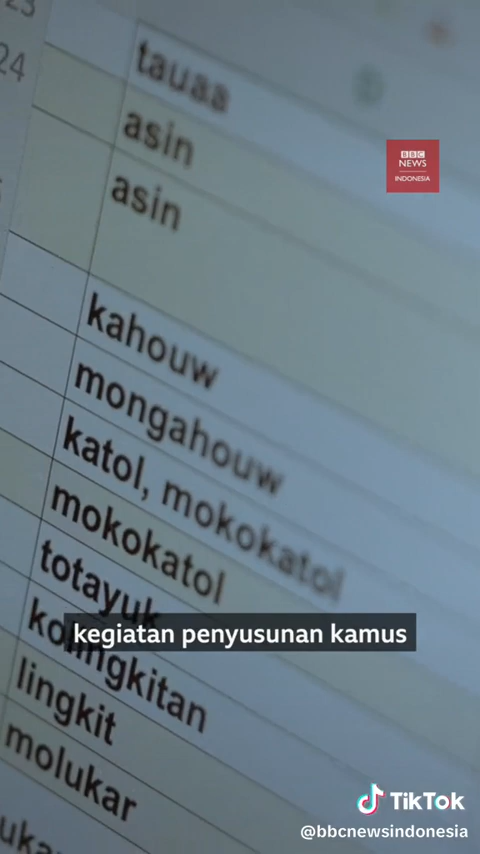 23
24
tauaa
asin
asin
kahouw
mongahouw
katol, mokokatol
mokokatol
totayuk
kolingkitan
lingkit
molukar
BBC
NEWS
INDONESIA
kegiatan penyusunan kamus
TikTok
@bbcnewsindonesia